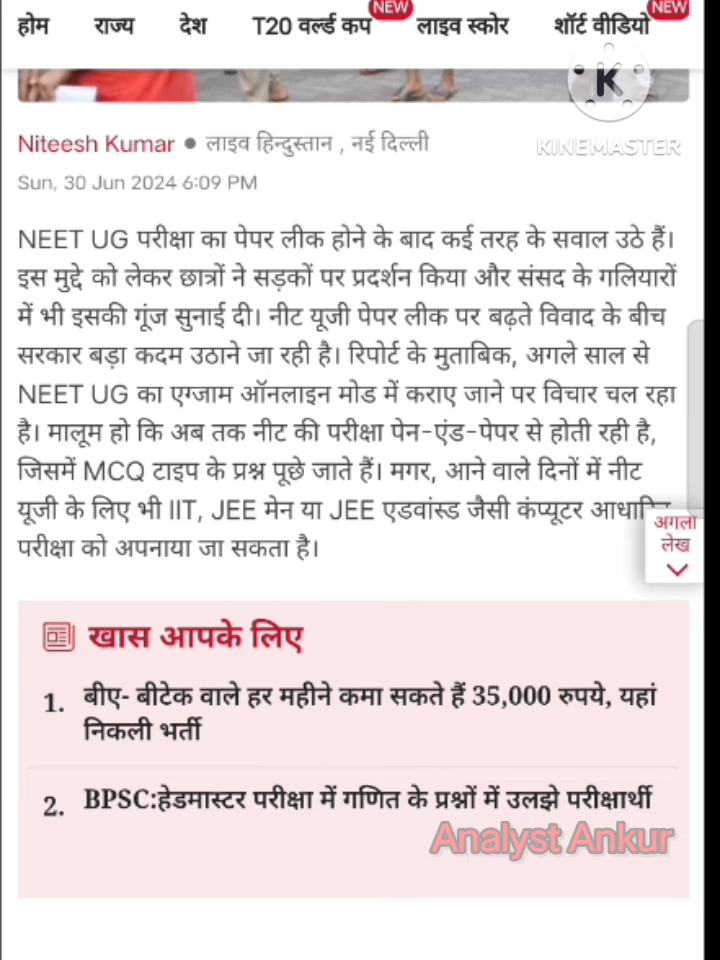 NEW NEW
होम राज्य देश T20 वर्ल्ड कप लाइव स्कोर शॉर्ट वीडियो
K
KINEMASTER
Niteesh Kumar ● लाइव हिन्दुस्तान , नई दिल्ली
Sun, 30 Jun 2024 6:09 PM
NEET UG परीक्षा का पेपर लीक होने के बाद कई तरह के सवाल उठे हैं।
इस मुद्दे को लेकर छात्रों ने सड़कों पर प्रदर्शन किया और संसद के गलियारों
में भी इसकी गूंज सुनाई दी। नीट यूजी पेपर लीक पर बढ़ते विवाद के बीच
सरकार बड़ा कदम उठाने जा रही है। रिपोर्ट के मुताबिक, अगले साल से
NEET UG का एग्जाम ऑनलाइन मोड में कराए जाने पर विचार चल रहा
है। मालूम हो कि अब तक नीट की परीक्षा पेन-एंड-पेपर से होती रही है,
जिसमें MCQ टाइप के प्रश्न पूछे जाते हैं। मगर, आने वाले दिनों में नीट
यूजी के लिए भी IIT, JEE मेन या JEE एडवांस्ड जैसी कंप्यूटर आधारित
परीक्षा को अपनाया जा सकता है।
अगला
लेख
खास आपके लिए
1. बीए- बीटेक वाले हर महीने कमा सकते हैं 35,000 रुपये, यहां
निकली भर्ती
2. BPSC:हेडमास्टर परीक्षा में गणित के प्रश्नों में उलझे परीक्षार्थी
Analyst Ankur